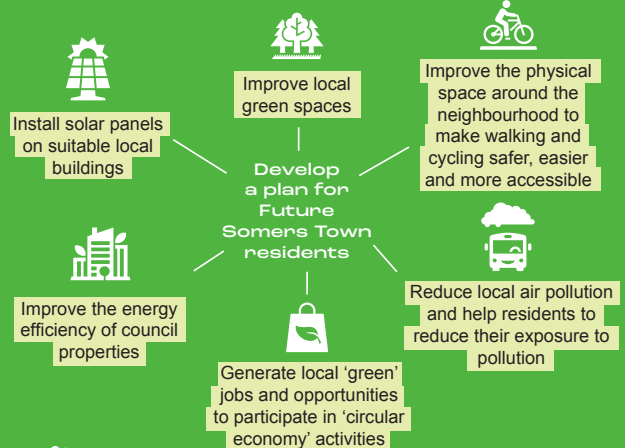 Install solar panels
on suitable local
buildings
Improve local
green spaces
Improve the physical
space around the
neighbourhood to
make walking and
cycling safer, easier
and more accessible
Develop
a plan for
Future
Somers Town
residents
Improve the energy
efficiency of council
properties
Generate local ‘green’
jobs and opportunities
to participate in ‘circular
economy’ activities
Reduce local air pollution
and help residents to
reduce their exposure to
pollution